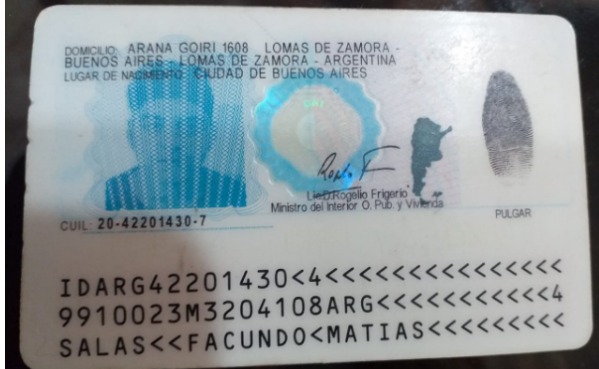 DOMICILIO: ARANA GOIRI 1608 LOMAS DE ZAMORA -
BUENOS AIRES - LOMAS DE ZAMORA - ARGENTINA
LUGAR DE NACIMIENTO: CIUDAD DE BUENOS AIRES
Lic. Rogelio Frigerio
Ministro del Interior O. Pub. y Vivienda
PULGAR
CUIL: 20-42201430-7
IDARG42201430<4<<<<<<<<<<<<<<<
9910023M3204108ARG<<<<<<<<<<<4
SALAS<<FACUNDO<MATIAS<<<<<<<<<